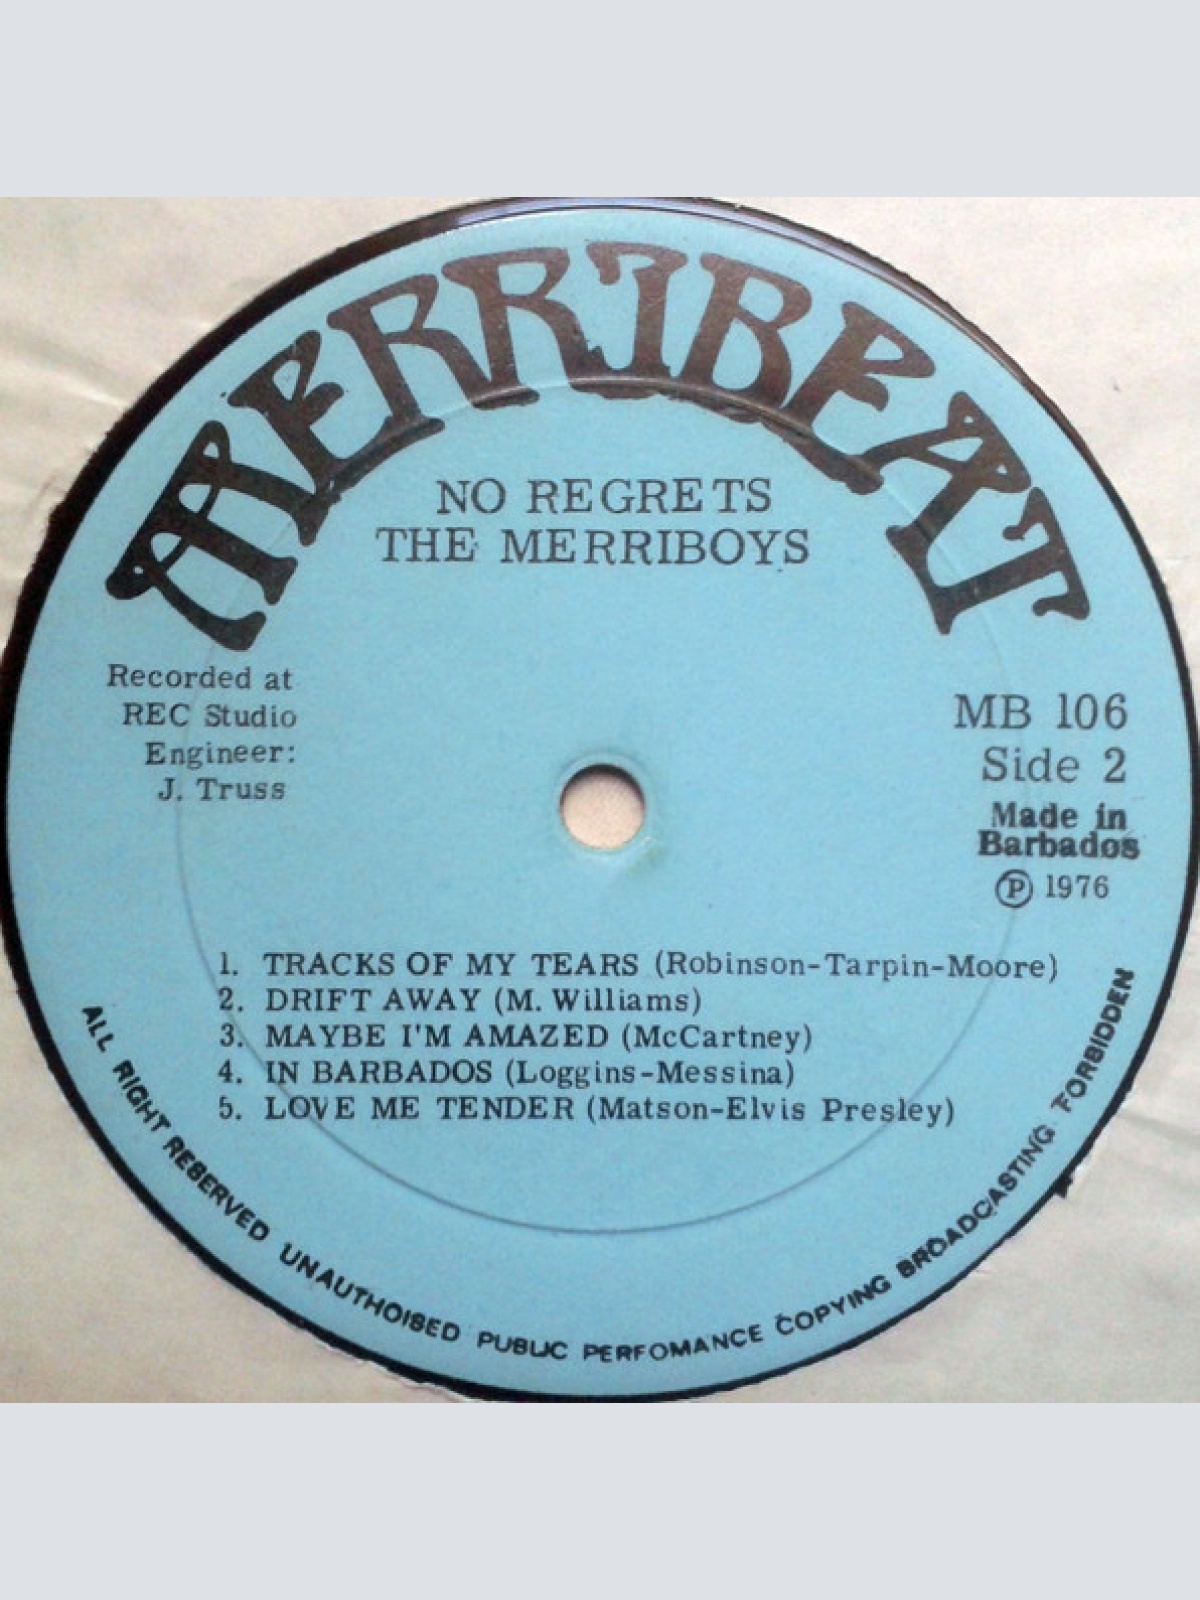 MERRIBEAT
NO REGRETS
THE MERRIBOYS
Recorded at
REC Studio
Engineer:
J. Truss
MB 106
Side 2
Made in
Barbados
Ⓟ 1976
1. TRACKS OF MY TEARS (Robinson-Tarpin-Moore)
2. DRIFT AWAY (M. Williams)
3. MAYBE I'M AMAZED (McCartney)
4. IN BARBADOS (Loggins-Messina)
5. LOVE ME TENDER (Matson-Elvis Presley)
ALL RIGHT RESERVED UNAUTHOISED PUBLIC PERFOMANCE COPYING BROADCASTING FORBIDDEN